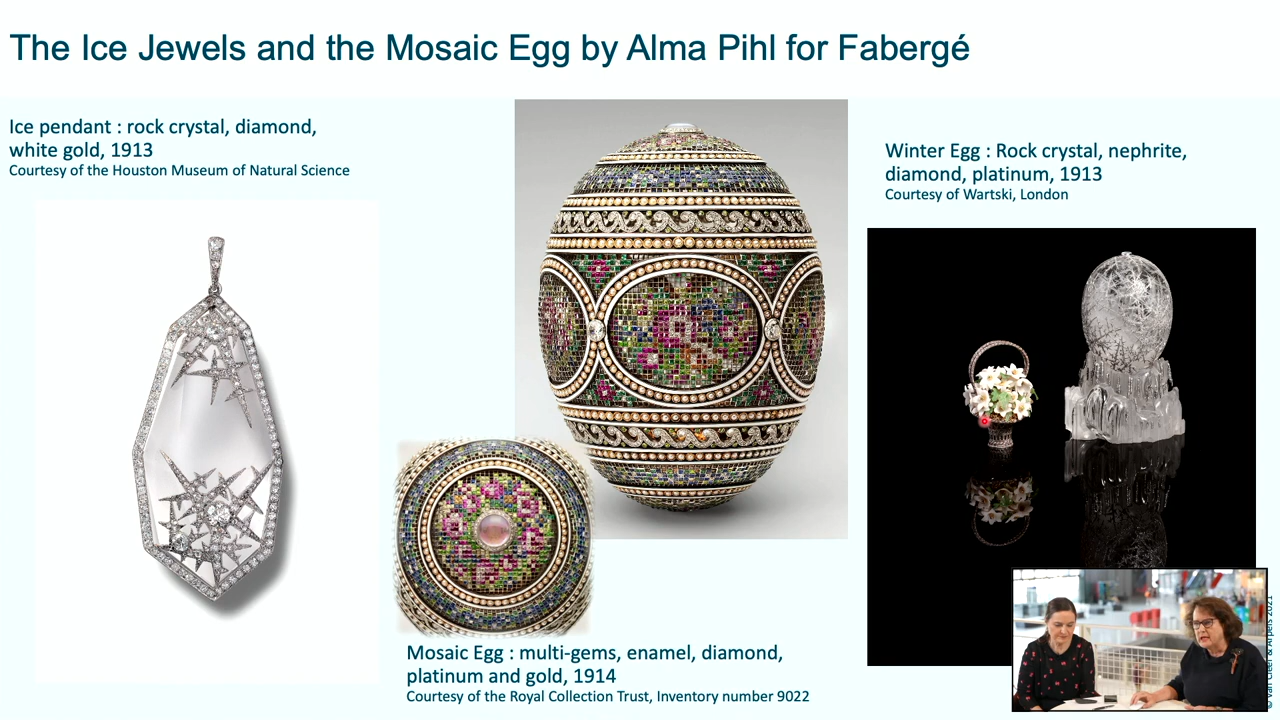 The Ice Jewels and the Mosaic Egg by Alma Pihl for Fabergé
Ice pendant : rock crystal, diamond,
white gold, 1913
Courtesy of the Houston Museum of Natural Science
Winter Egg : Rock crystal, nephrite,
diamond, platinum, 1913
Courtesy of Wartski, London
Mosaic Egg : multi-gems, enamel, diamond,
platinum and gold, 1914
Courtesy of the Royal Collection Trust, Inventory number 9022
© Van Cleef & Arpels 2021